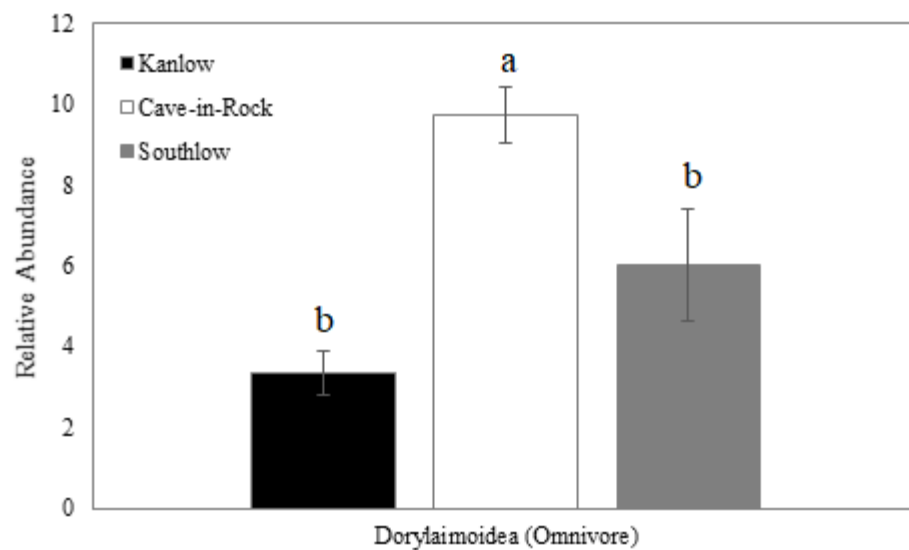 12
10
8
6
4
2
0
Relative Abundance
Kanlow
Cave-in-Rock
Southlow
b
a
b
Dorylaimoidea (Omnivore)